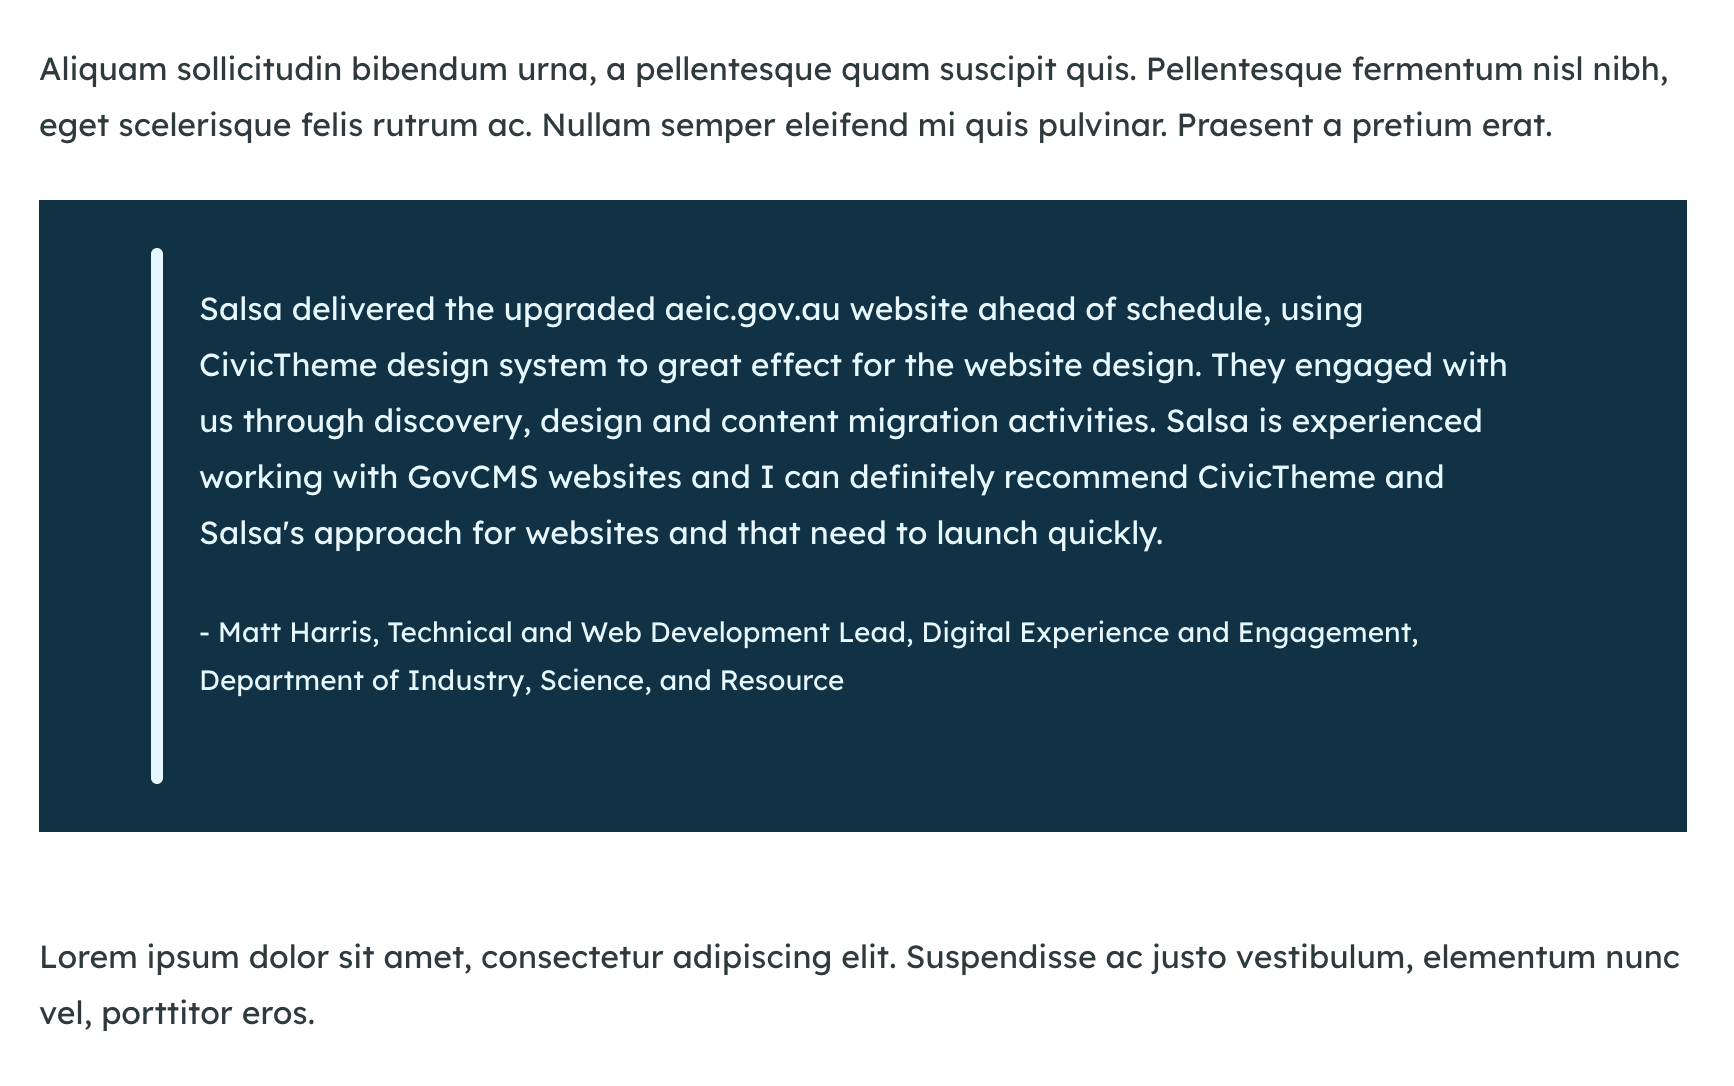 Aliquam sollicitudin bibendum urna, a pellentesque quam suscipit quis. Pellentesque fermentum nisl nibh,
eget scelerisque felis rutrum ac. Nullam semper eleifend mi quis pulvinar. Praesent a pretium erat.
Salsa delivered the upgraded aeic.gov.au website ahead of schedule, using
CivicTheme design system to great effect for the website design. They engaged with
us through discovery, design and content migration activities. Salsa is experienced
working with GovCMS websites and I can definitely recommend CivicTheme and
Salsa's approach for websites and that need to launch quickly.
- Matt Harris, Technical and Web Development Lead, Digital Experience and Engagement,
Department of Industry, Science, and Resource
Lorem ipsum dolor sit amet, consectetur adipiscing elit. Suspendisse ac justo vestibulum, elementum nunc
vel, porttitor eros.